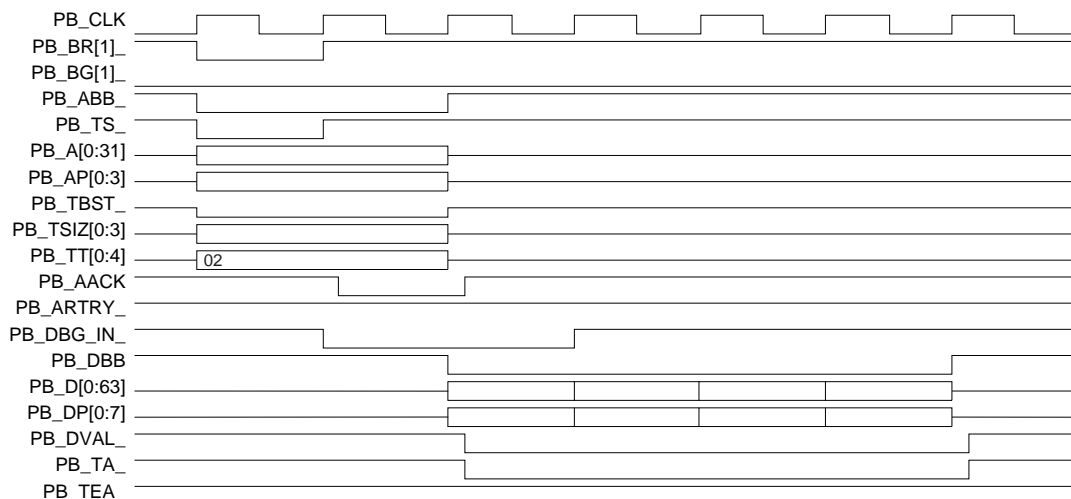 PB_CLK
PB_BR[1]_
PB_BG[1]_
PB_ABB_
PB_TS_
PB_A[0:31]
PB_AP[0:3]
PB_TBST_
PB_TSIZ[0:3]
PB_TT[0:4] 02
PB_AACK
PB_ARTRY_
PB_DBG_IN_
PB_DBB
PB_D[0:63]
PB_DP[0:7]
PB_DVAL_
PB_TA_
PB_TEA